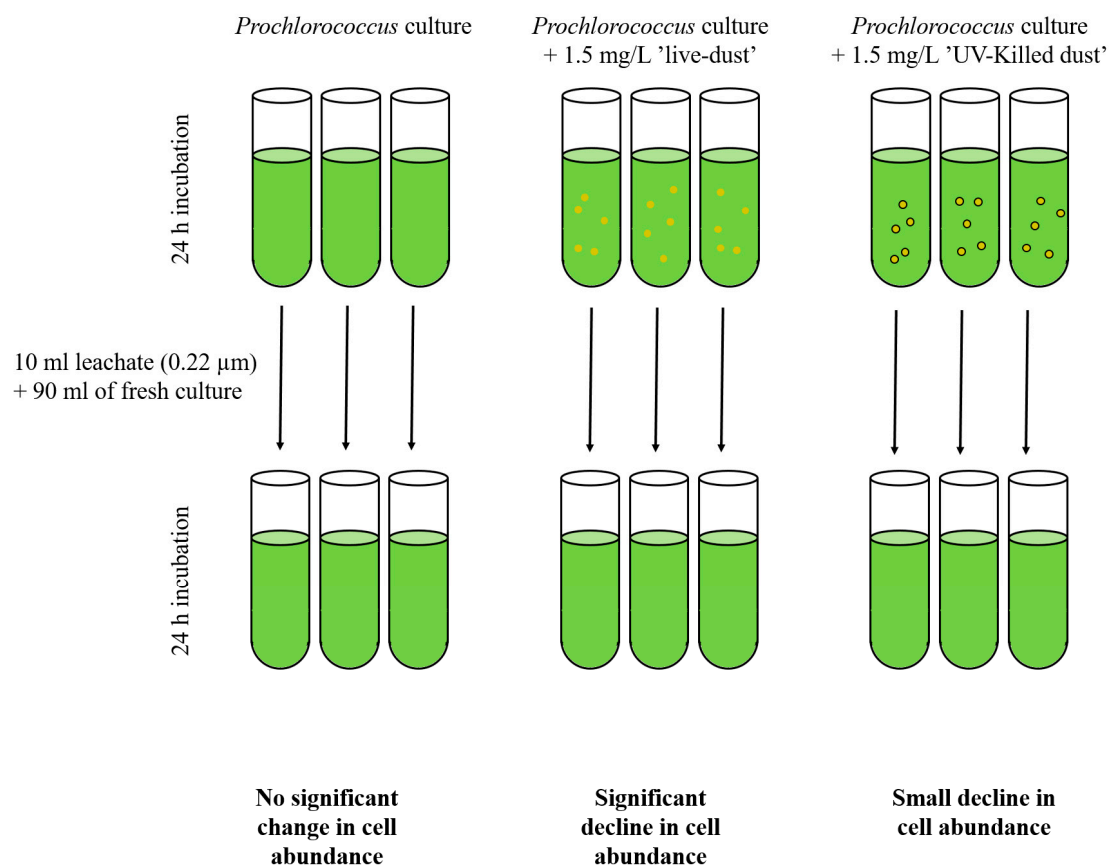 Prochlorococcus culture
Prochlorococcus culture
+ 1.5 mg/L ’live-dust’
Prochlorococcus culture
+ 1.5 mg/L ’UV-Killed dust’
24 h incubation
10 ml leachate (0.22 µm)
+ 90 ml of fresh culture
24 h incubation
No significant
change in cell
abundance
Significant
decline in cell
abundance
Small decline in
cell abundance